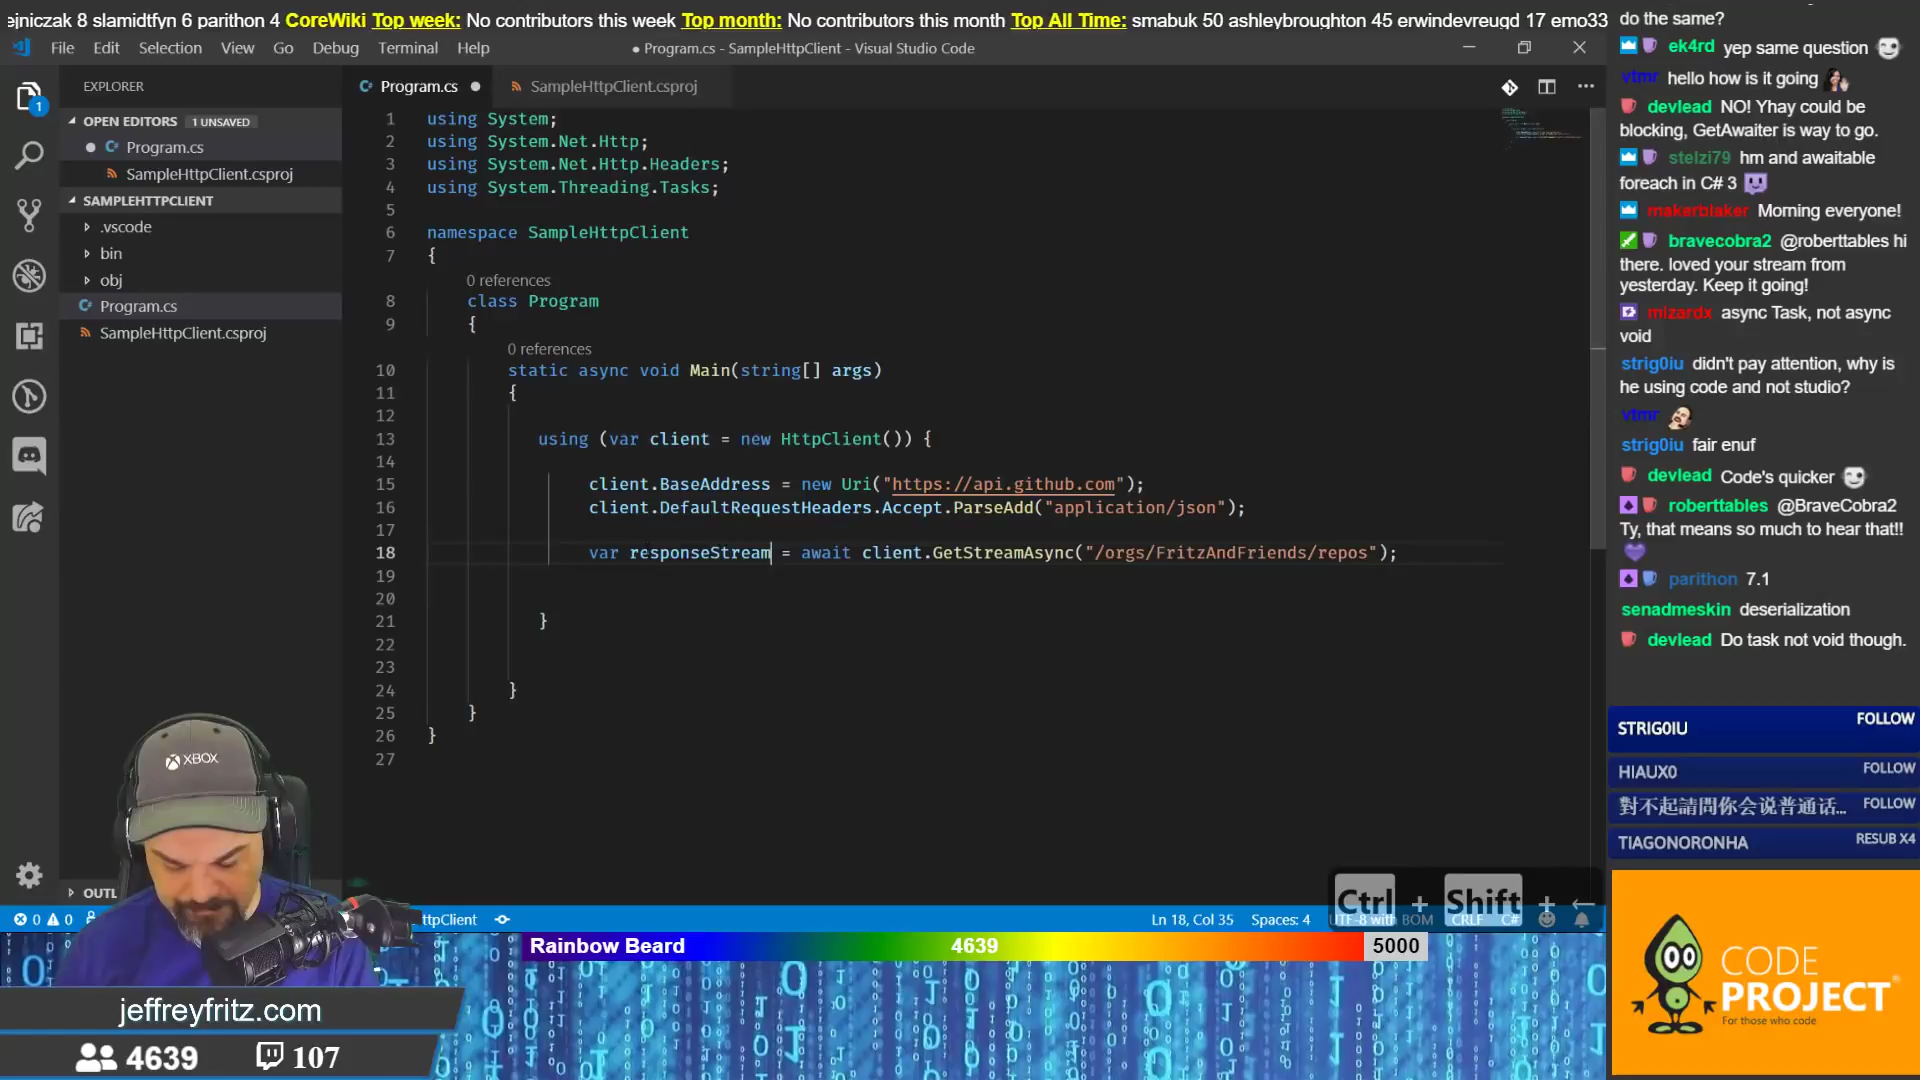 ejniczak 8 slamidtfyn 6 parithon 4 CoreWiki Top week: No contributors this week Top month: No contributors this month Top All Time: smabuk 50 ashleybroughton 45 erwindevreugd 17 emo33
File Edit Selection View Go Debug Terminal Help
● Program.cs - SampleHttpClient - Visual Studio Code
EXPLORER
Program.cs
SampleHttpClient.csproj
OPEN EDITORS 1 UNSAVED
Program.cs
SampleHttpClient.csproj
SAMPLEHTTPCLIENT
.vscode
bin
obj
Program.cs
SampleHttpClient.csproj
1
1 using System;
2 using System.Net.Http;
3 using System.Net.Http.Headers;
4 using System.Threading.Tasks;
5
6 namespace SampleHttpClient
7 {
0 references
8 class Program
9 {
0 references
10 static async void Main(string[] args)
11 {
12
13 using (var client = new HttpClient()) {
14
15 client.BaseAddress = new Uri("https://api.github.com");
16 client.DefaultRequestHeaders.Accept.ParseAdd("application/json");
17
18 var responseStream = await client.GetStreamAsync("/orgs/FritzAndFriends/repos");
19
20
21 }
22
23
24 }
25 }
26 }
27
do the same?
ek4rd yep same question
vtmr hello how is it going
devlead NO! Yhay could be
blocking, GetAwaiter is way to go.
stelzi79 hm and awaitable
foreach in C# 3
makerblaker Morning everyone!
bravecobra2 @roberttables hi
there. loved your stream from
yesterday. Keep it going!
mizardx async Task, not async
void
strig0iu didn't pay attention, why is
he using code and not studio?
vtmr
strig0iu fair enuf
devlead Code's quicker
roberttables @BraveCobra2
Ty, that means so much to hear that!!
parithon 7.1
senadmeskin deserialization
devlead Do task not void though.
STRIG0IU FOLLOW
HIAUX0 FOLLOW
對不起請問你会说普通话... FOLLOW
TIAGONORONHA RESUB X4
OUTL
XBOX
Ctrl + Shift + ←
0 0
ttpClient
Ln 18, Col 35 Spaces: 4 UTF-8 with BOM CRLF C#
Rainbow Beard 4639 5000
jeffreyfritz.com
4639 107
CODE
PROJECT
For those who code